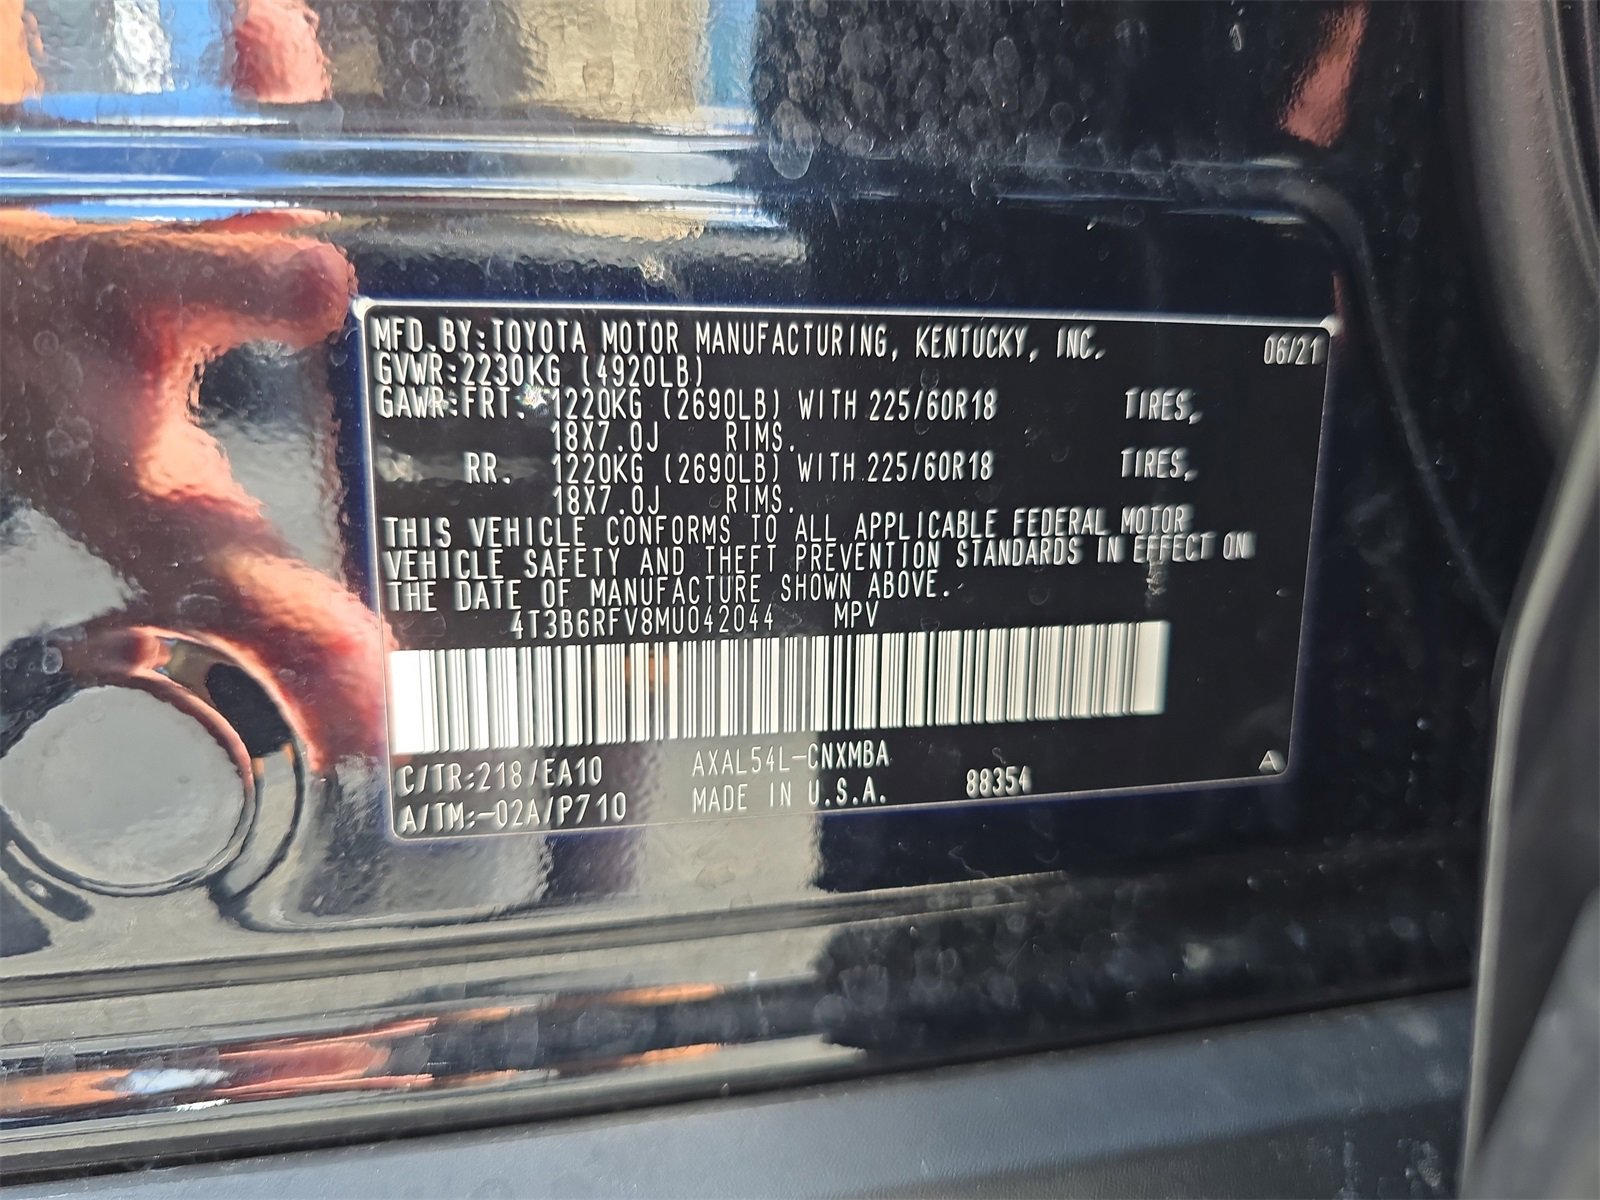 MFD.BY:TOYOTA MOTOR MANUFACTURING, KENTUCKY, INC. 06/21
GVWR:2230KG (4920LB)
GAWR:FRT. 1220KG (2690LB) WITH 225/60R18 TIRES,
18X7.0J RIMS.
RR. 1220KG (2690LB) WITH 225/60R18 TIRES,
18X7.0J RIMS.
THIS VEHICLE CONFORMS TO ALL APPLICABLE FEDERAL MOTOR
VEHICLE SAFETY AND THEFT PREVENTION STANDARDS IN EFFECT ON
THE DATE OF MANUFACTURE SHOWN ABOVE.
4T3B6RFV8MU042044 MPV
C/TR:218/EA10 AXAL54L-CNXMBA
A/TM:-02A/P710 MADE IN U.S.A. 88354 A